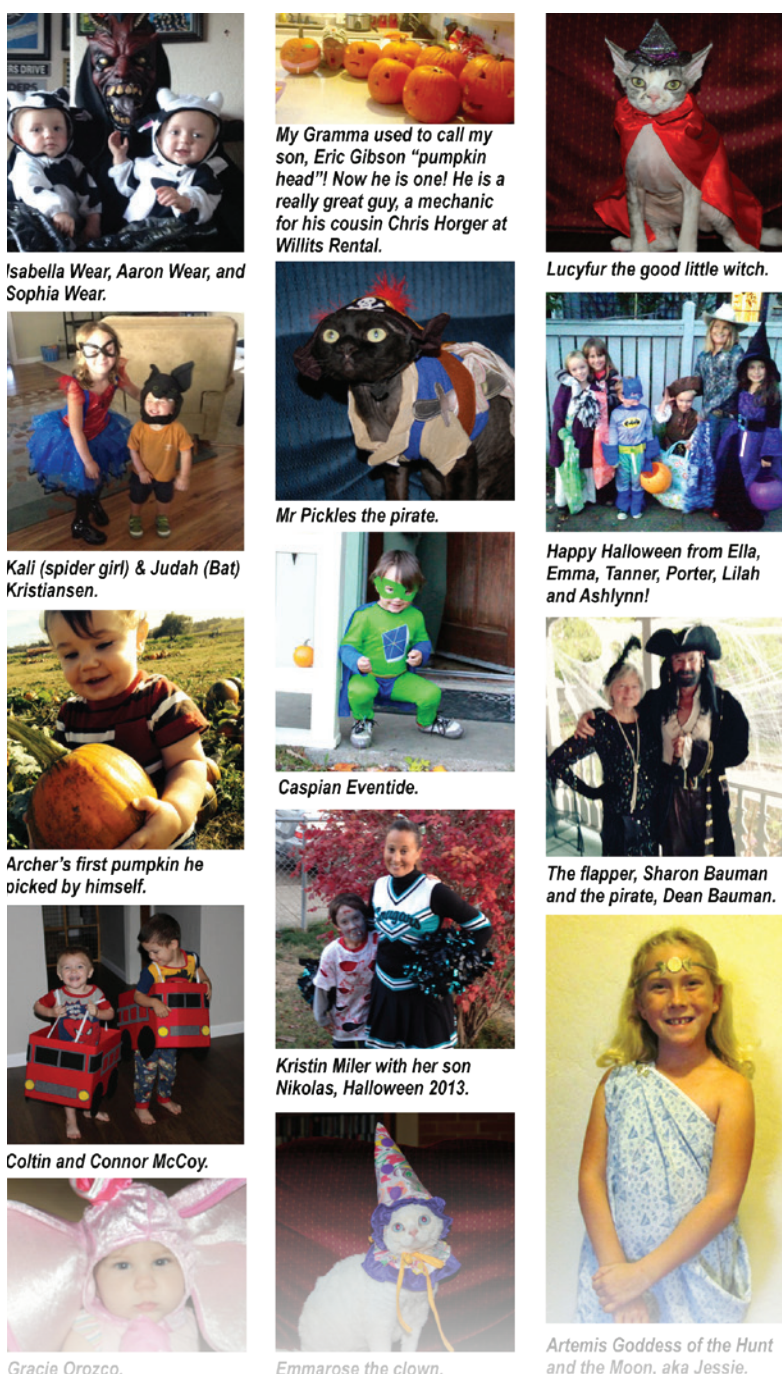 RS DRIVE
Isabella Wear, Aaron Wear, and
Sophia Wear.
Kali (spider girl) & Judah (Bat)
Kristiansen.
Archer's first pumpkin he
picked by himself.
Coltin and Connor McCoy.
Gracie Orozco.
My Gramma used to call my
son, Eric Gibson “pumpkin
head”! Now he is one! He is a
really great guy, a mechanic
for his cousin Chris Horger at
Willits Rental.
Mr Pickles the pirate.
Caspian Eventide.
Cougars
Kristin Miler with her son
Nikolas, Halloween 2013.
Emmarose the clown.
Lucyfur the good little witch.
Happy Halloween from Ella,
Emma, Tanner, Porter, Lilah
and Ashlynn!
The flapper, Sharon Bauman
and the pirate, Dean Bauman.
Artemis Goddess of the Hunt
and the Moon, aka Jessie.